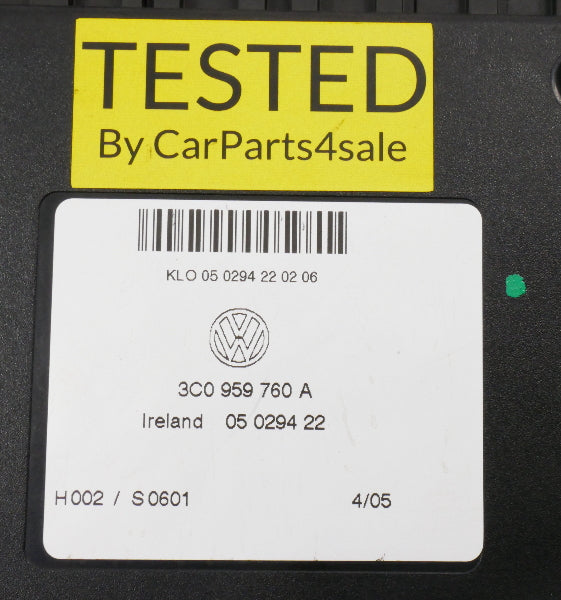 TESTED
By CarParts4sale
KLO 05 0294 22 02 06
VW
3C0 959 760 A
Ireland 05 0294 22
H002 / S0601 4/05